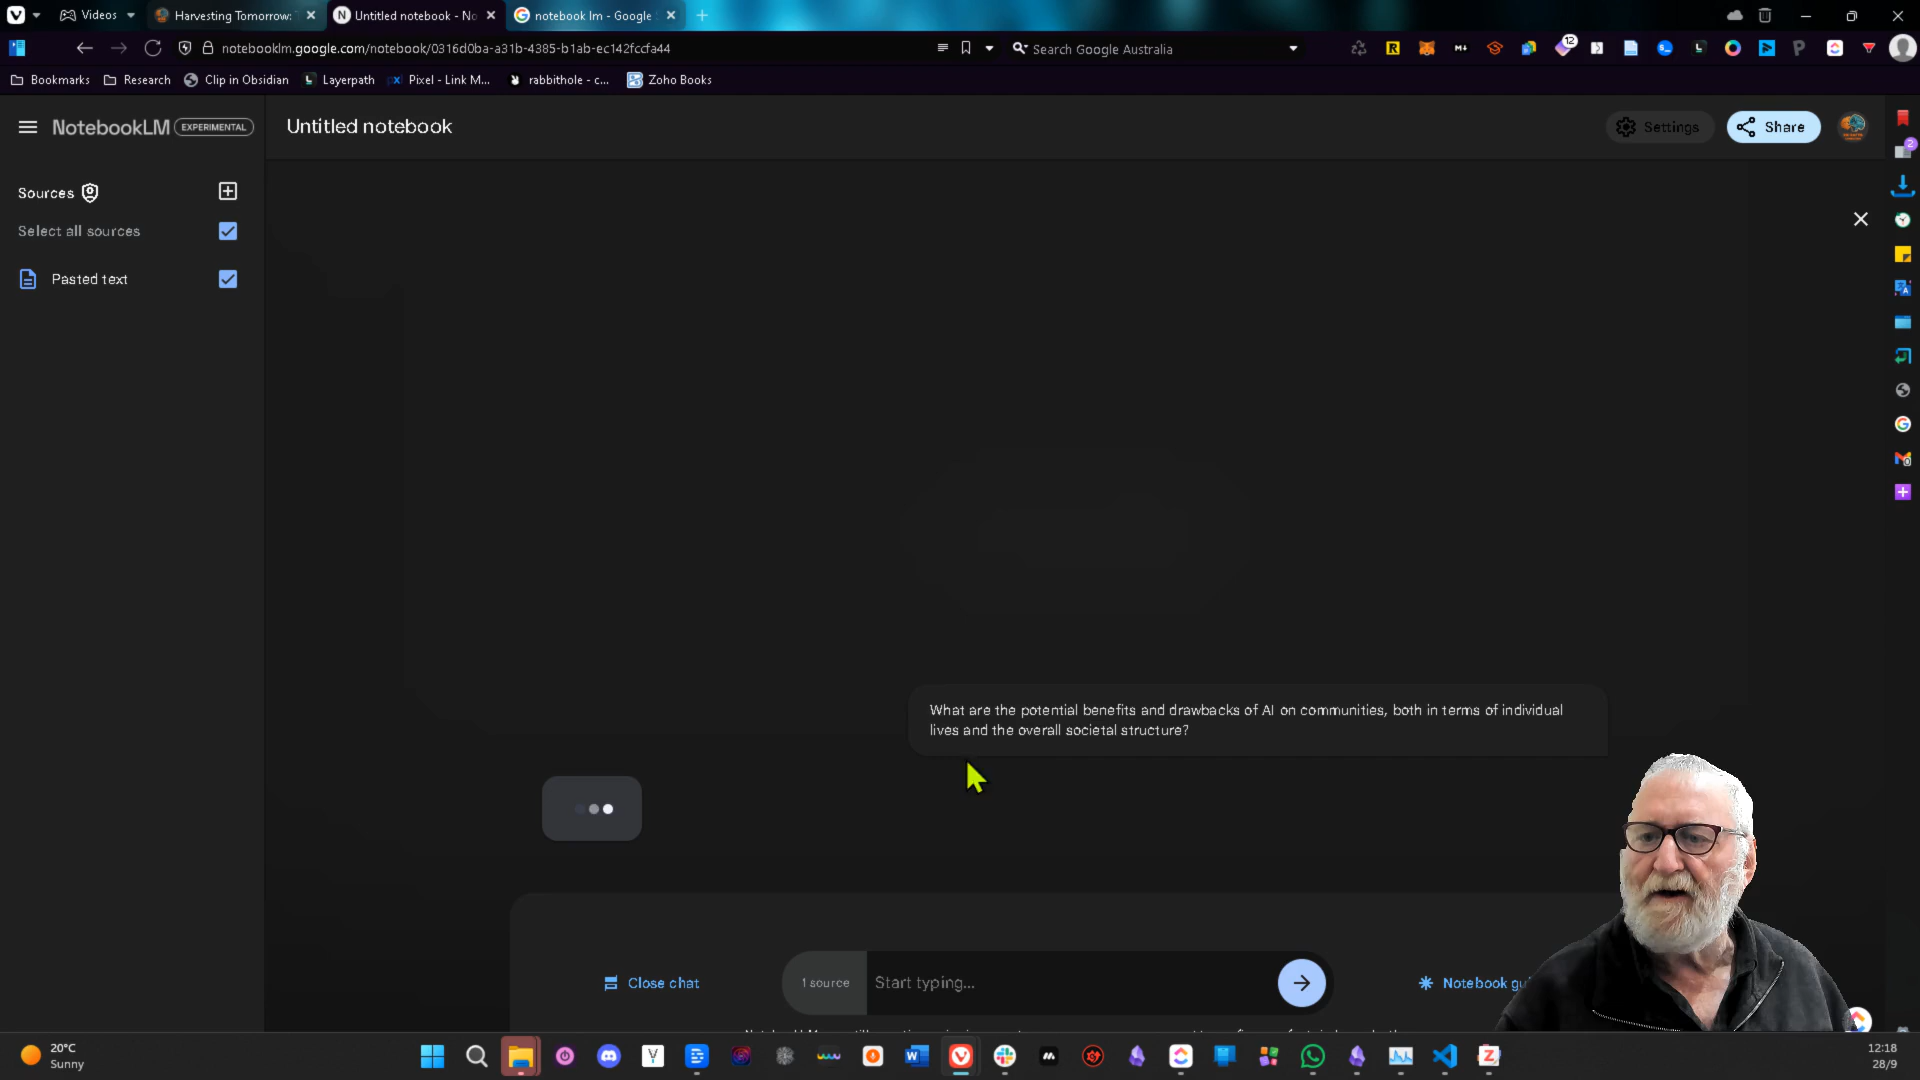 Videos
Harvesting Tomorrow:
Untitled notebook - No
notebook lm - Google
notebooklm.google.com/notebook/0316d0ba-a31b-4385-b1ab-ec142fccfa44
Search Google Australia
12
Bookmarks
Research
Clip in Obsidian
Layerpath
Pixel - Link M...
rabbithole - c...
Zoho Books
NotebookLM
EXPERIMENTAL
Untitled notebook
Settings
Share
2
Sources
Select all sources
Pasted text
What are the potential benefits and drawbacks of AI on communities, both in terms of individual
lives and the overall societal structure?
Close chat
1 source
Start typing...
Notebook gu
20°C
Sunny
12:18
28/9